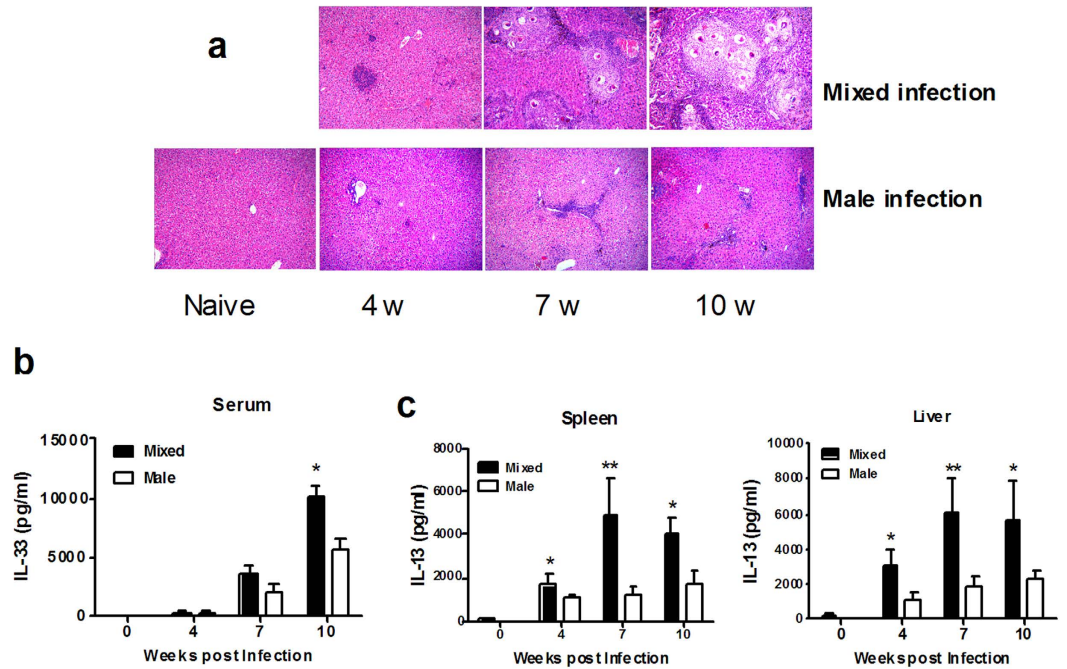 a
Mixed infection
Male infection
Naive 4 w 7 w 10 w
b
Serum
IL-33 (pg/ml)
15000
10000
5000
0
Mixed
Male
*
0 4 7 10
Weeks post Infection
c
Spleen
IL-13 (pg/ml)
8000
6000
4000
2000
0
Mixed
Male
*
**
*
0 4 7 10
Weeks post Infection
Liver
IL-13 (pg/ml)
10000
8000
6000
4000
2000
0
Mixed
Male
*
**
*
0 4 7 10
Weeks post Infection